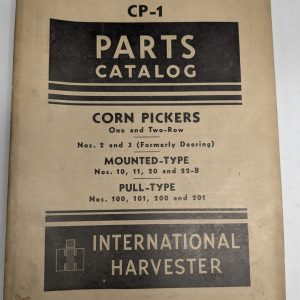 CP-1
PARTS
CATALOG
CORN PICKERS
One and Two-Row
Nos. 2 and 3 (Formerly Deering)
MOUNTED-TYPE
Nos. 10, 11, 20 and 22-B
PULL-TYPE
Nos. 100, 101, 200 and 201
INTERNATIONAL
HARVESTER